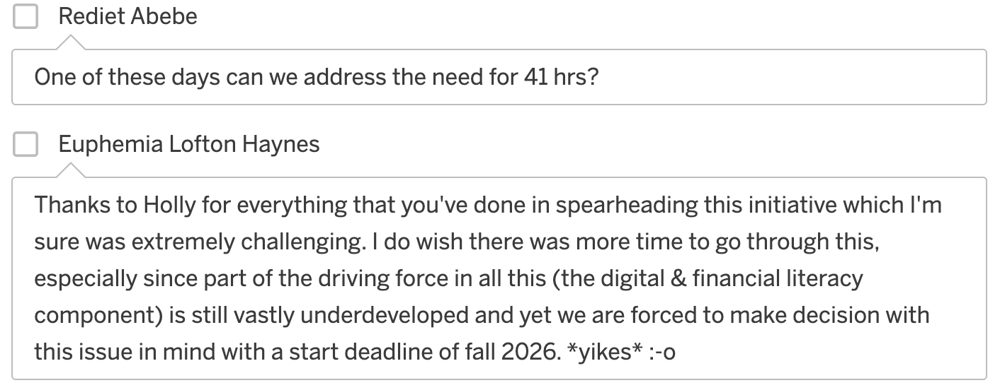 Rediet Abebe
One of these days can we address the need for 41 hrs?
Euphemia Lofton Haynes
Thanks to Holly for everything that you've done in spearheading this initiative which I'm
sure was extremely challenging. I do wish there was more time to go through this,
especially since part of the driving force in all this (the digital & financial literacy
component) is still vastly underdeveloped and yet we are forced to make decision with
this issue in mind with a start deadline of fall 2026. *yikes* :-o